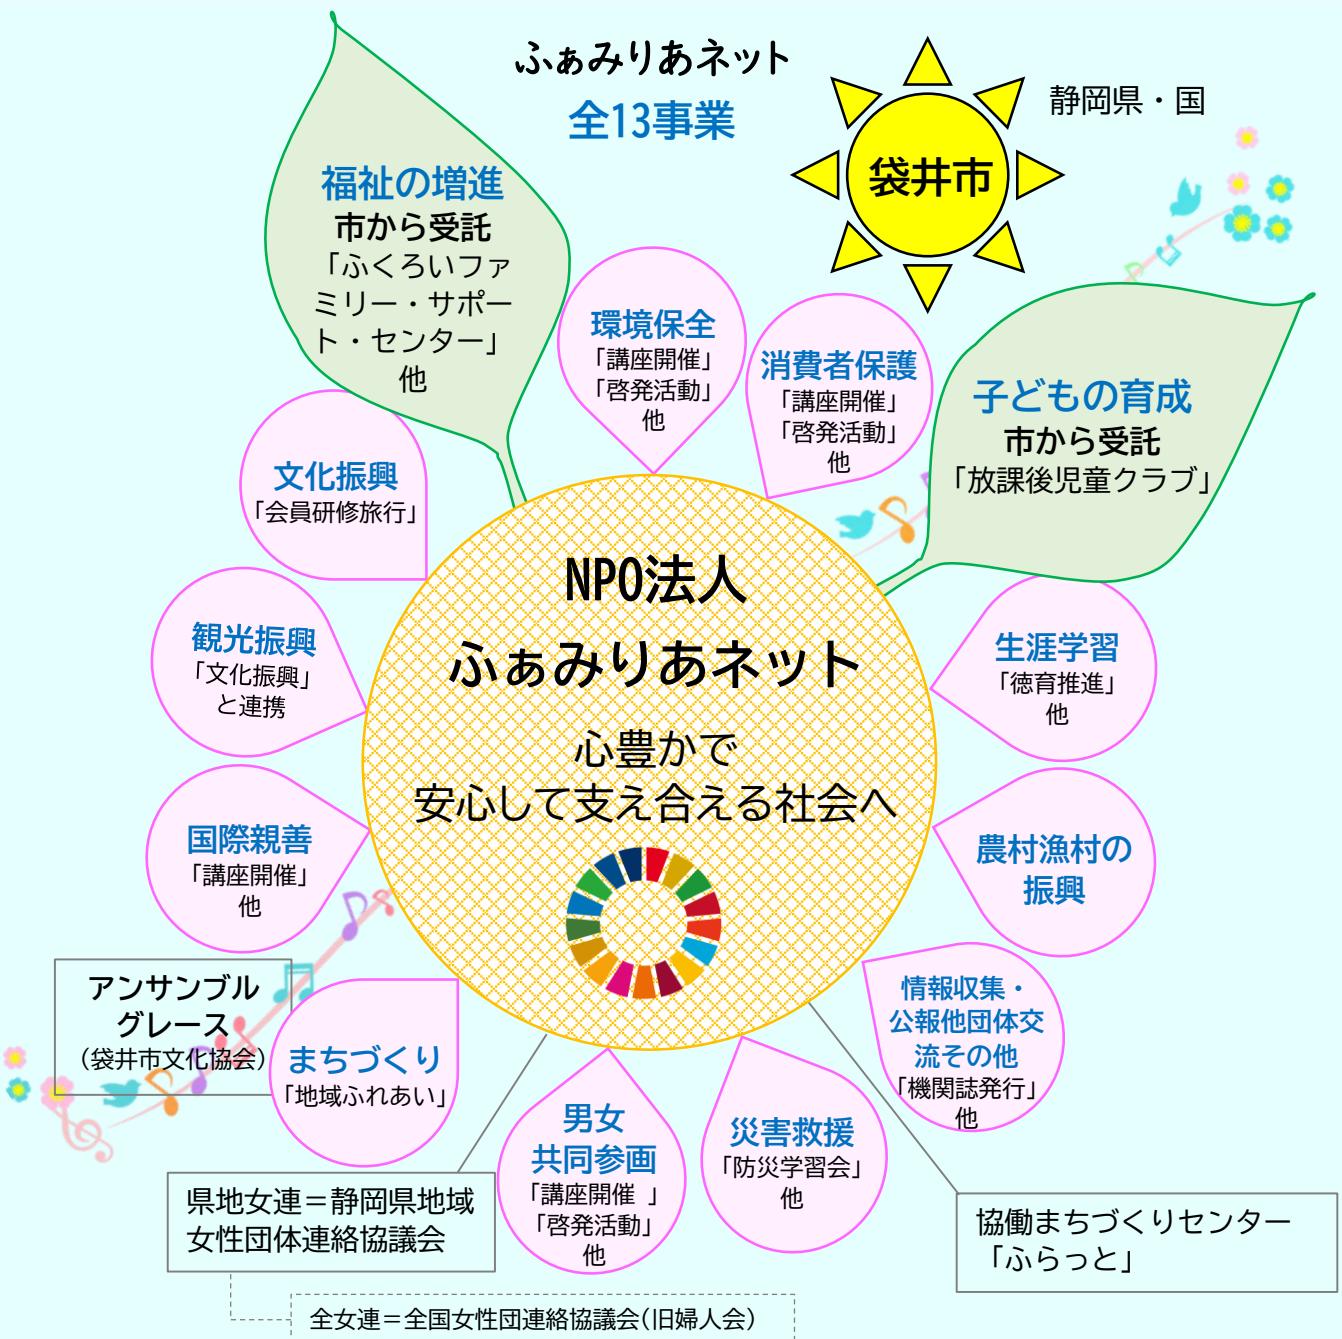 ふぁみりあネット
全13事業
静岡県・国
袋井市
福祉の増進
市から受託
「ふくろいファ
ミリー・サポー
ト・センター」
他
環境保全
「講座開催」
「啓発活動」
他
消費者保護
「講座開催」
「啓発活動」
他
子どもの育成
市から受託
「放課後児童クラブ」
文化振興
「会員研修旅行」
NPO法人
ふぁみりあネット
心豊かで
安心して支え合える社会へ
観光振興
「文化振興」
と連携
生涯学習
「徳育推進」
他
国際親善
「講座開催」
他
農村漁村の
振興
アンサンブル
グレース
（袋井市文化協会）
まちづくり
「地域ふれあい」
情報収集・
公報他団体交
流その他
「機関誌発行」
他
男女
共同参画
「講座開催 」
「啓発活動」
他
災害救援
「防災学習会」
他
県地女連＝静岡県地域
女性団体連絡協議会
協働まちづくりセンター
「ふらっと」
全女連＝全国女性団連絡協議会(旧婦人会)